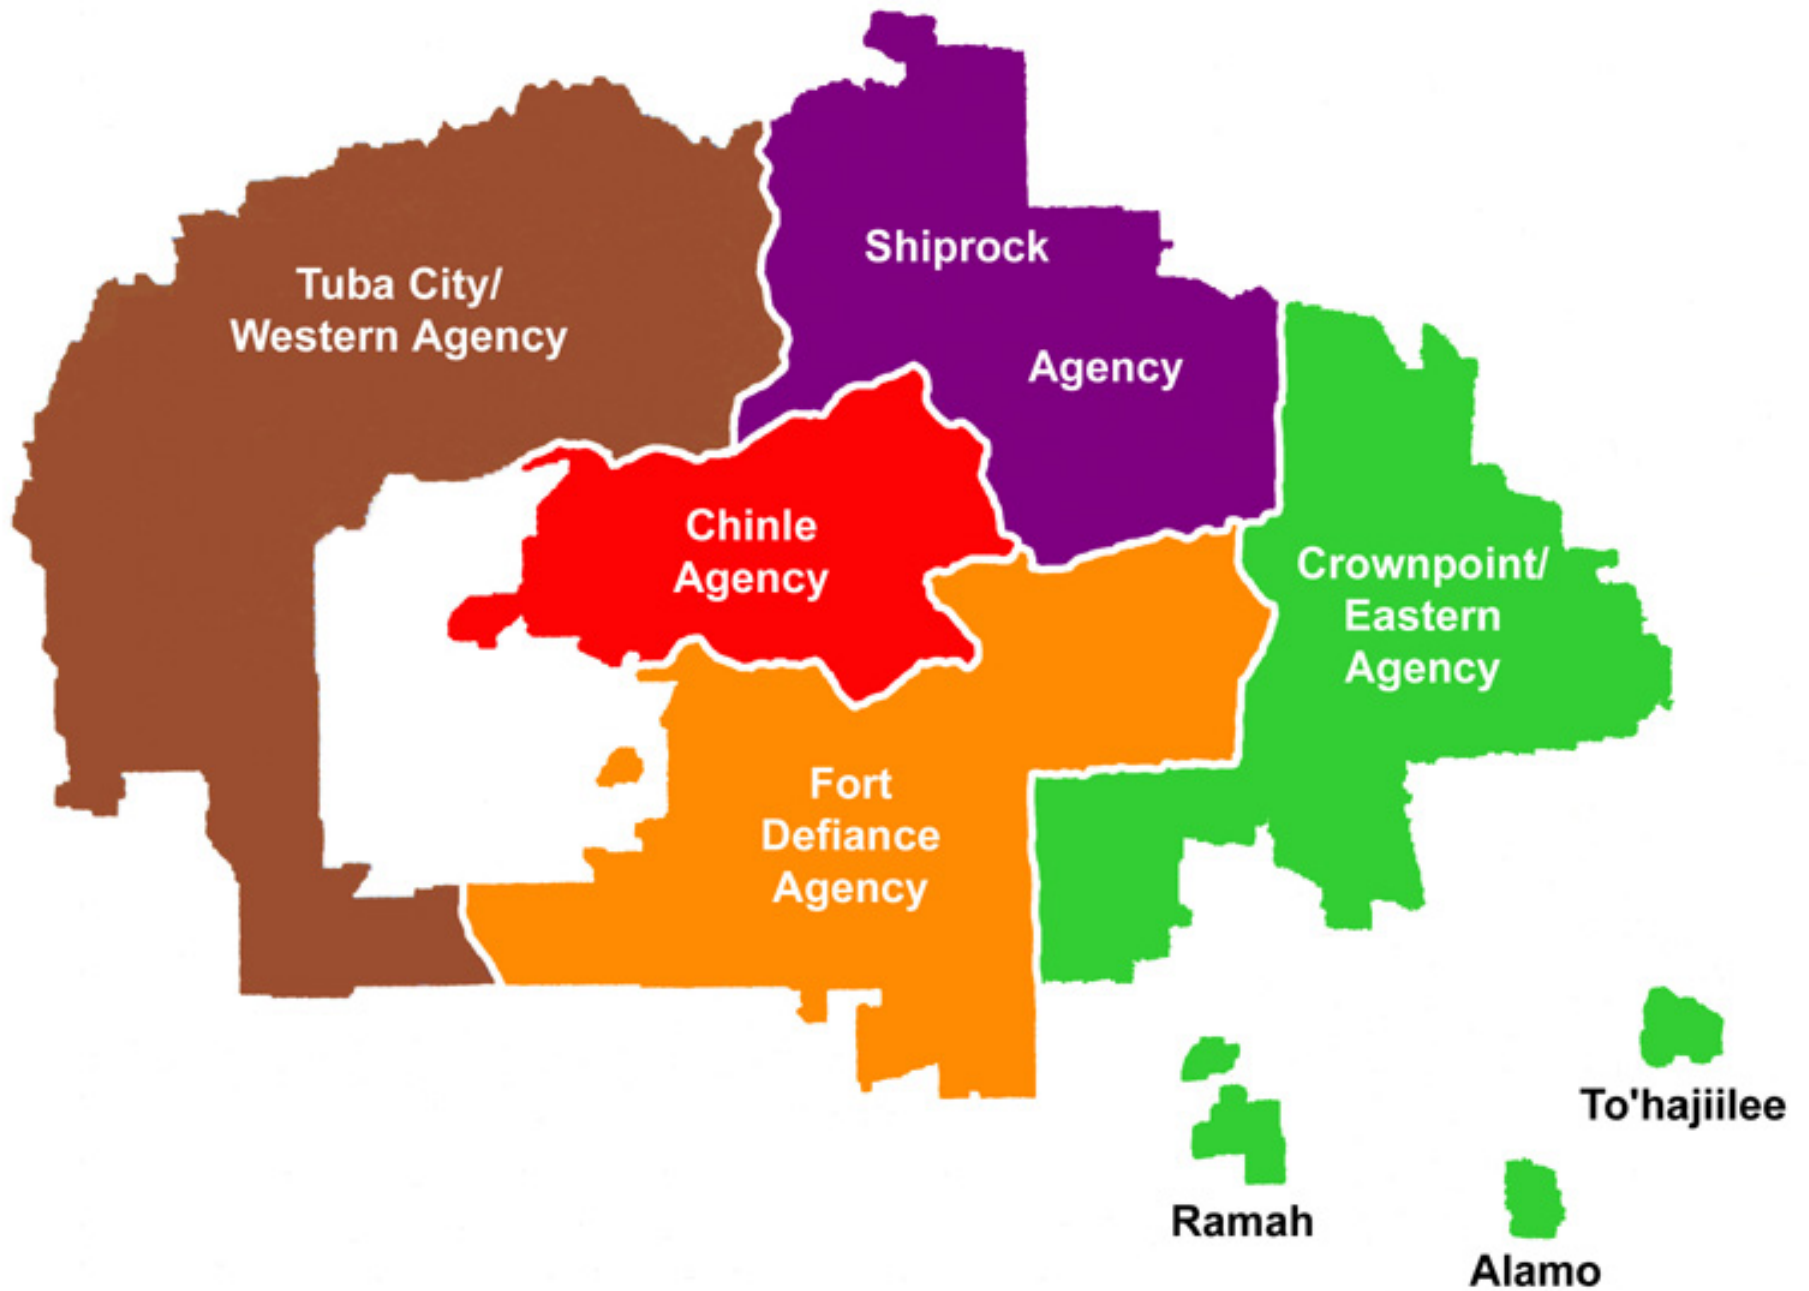 Tuba City/
Western Agency
Shiprock
Agency
Chinle
Agency
Crownpoint/
Eastern
Agency
Fort
Defiance
Agency
To'hajiilee
Ramah
Alamo